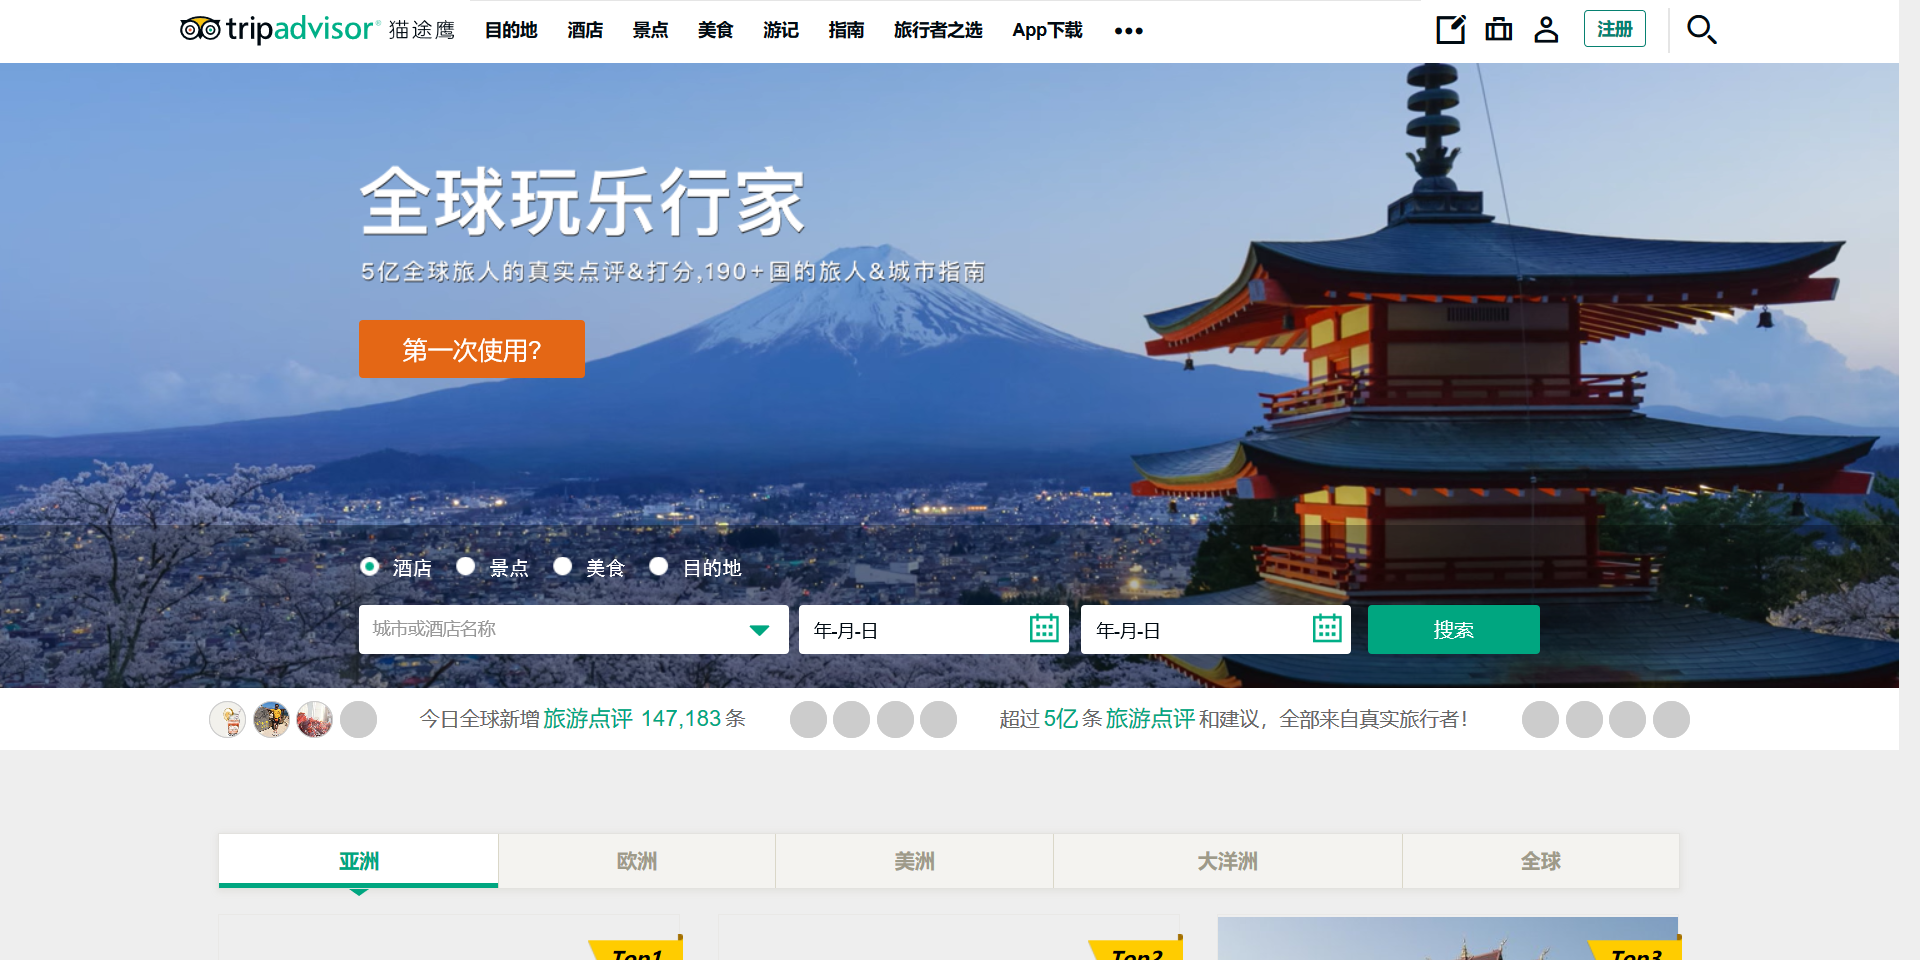 tripadvisor 猫途鹰 目的地 酒店 景点 美食 游记 指南 旅行者之选 App下载 ••• 注册
全球玩乐行家
5亿全球旅人的真实点评&打分,190+国的旅人&城市指南
第一次使用?
酒店 景点 美食 目的地
城市或酒店名称 年-月-日 年-月-日 搜索
今日全球新增 旅游点评 147,183 条 超过 5亿 条 旅游点评 和建议，全部来自真实旅行者！
亚洲 欧洲 美洲 大洋洲 全球
Top1 Top2 Top3